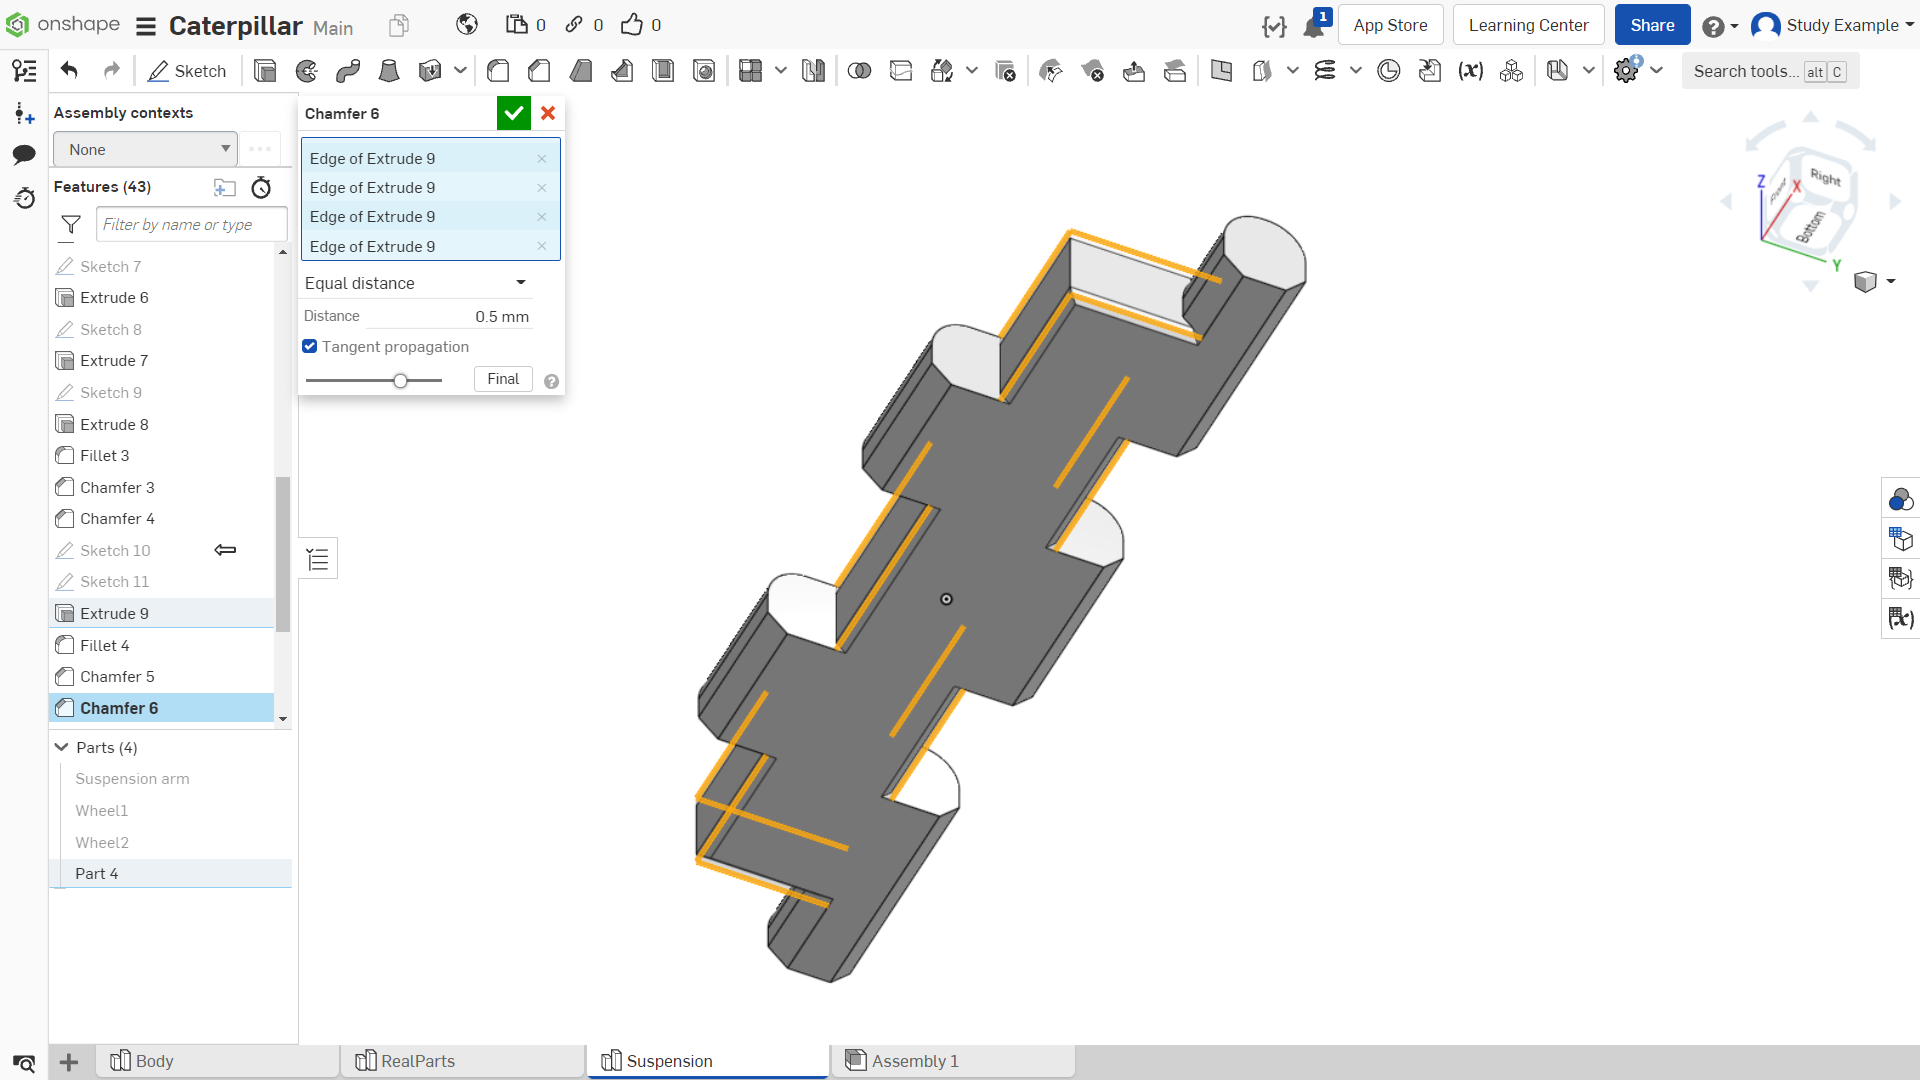 onshape
Caterpillar Main
0
0
0
1
App Store
Learning Center
Share
Study Example
Sketch
Search tools... alt C
Assembly contexts
None
Features (43)
Filter by name or type
Sketch 7
Extrude 6
Sketch 8
Extrude 7
Sketch 9
Extrude 8
Fillet 3
Chamfer 3
Chamfer 4
Sketch 10
Sketch 11
Extrude 9
Fillet 4
Chamfer 5
Chamfer 6
Parts (4)
Suspension arm
Wheel1
Wheel2
Part 4
Chamfer 6
Edge of Extrude 9
Edge of Extrude 9
Edge of Extrude 9
Edge of Extrude 9
Equal distance
Distance 0.5 mm
Tangent propagation
Final
Z
X
Front
Right
Bottom
Y
Body
RealParts
Suspension
Assembly 1